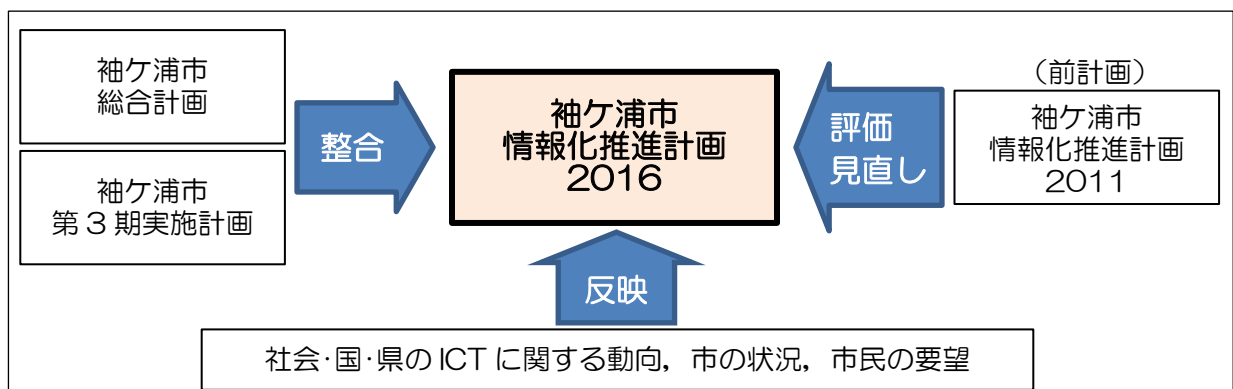 袖ケ浦市
総合計画
袖ケ浦市
第３期実施計画
整合
袖ケ浦市
情報化推進計画
２０１６
評価
見直し
（前計画）
袖ケ浦市
情報化推進計画
２０１１
反映
社会･国･県のICTに関する動向，市の状況，市民の要望